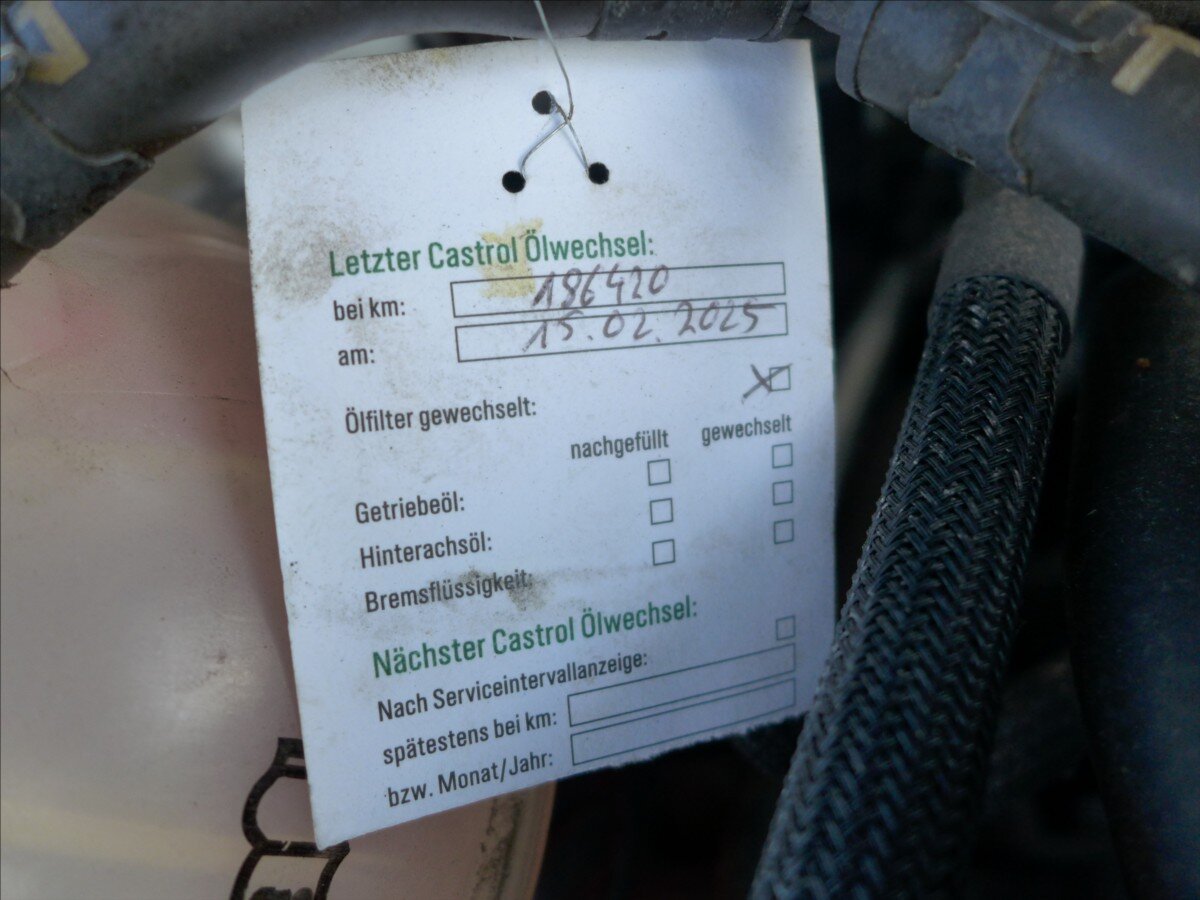 Letzter Castrol Ölwechsel:
bei km: 186420
am: 15.02.2025
Ölfilter gewechselt: X
nachgefüllt gewechselt
Getriebeöl:
Hinterachsöl:
Bremsflüssigkeit:
Nächster Castrol Ölwechsel:
Nach Serviceintervallanzeige:
spätestens bei km:
bzw. Monat/Jahr: